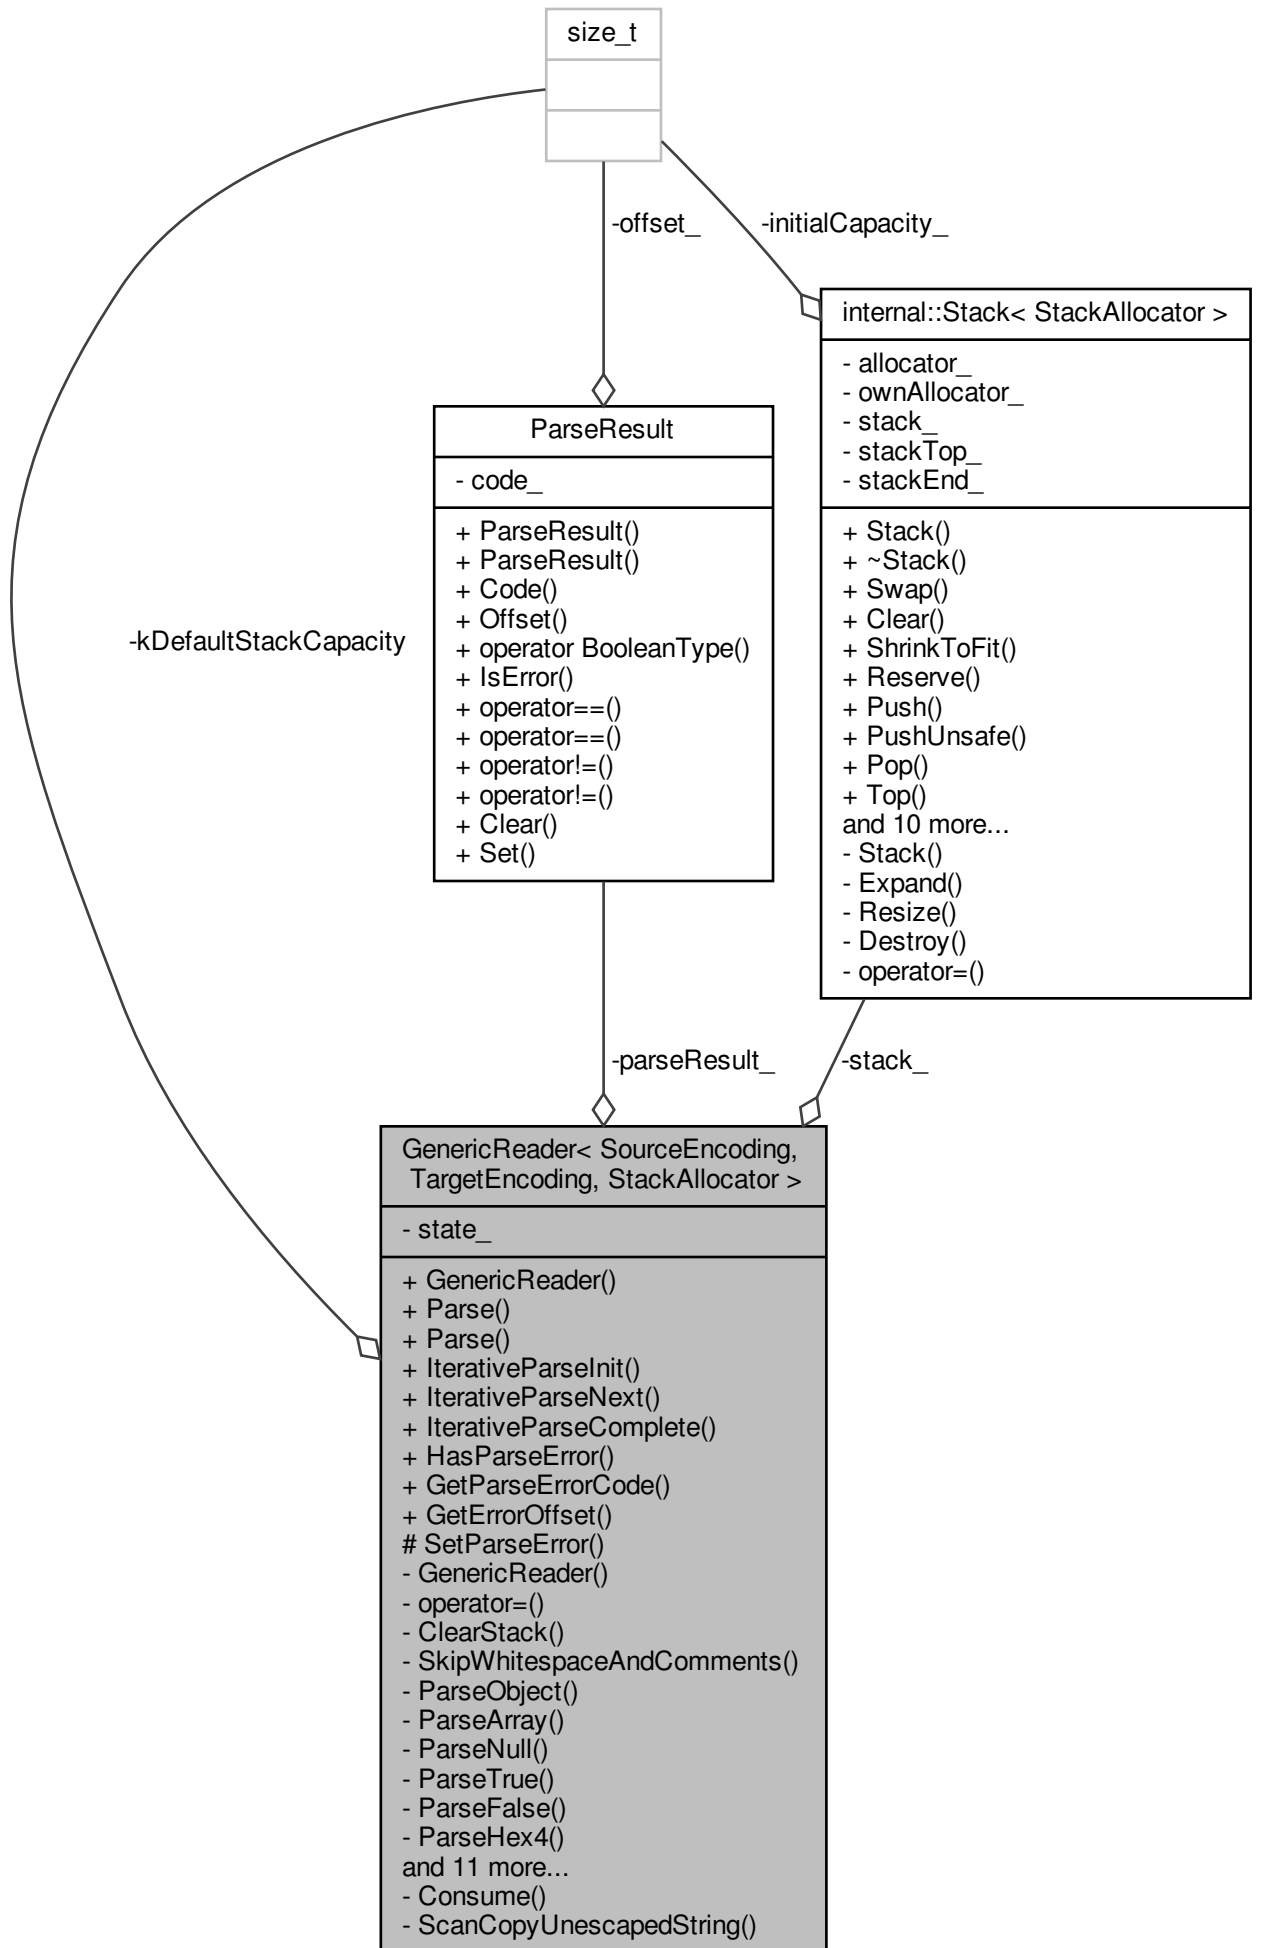 size_t
-offset_
-initialCapacity_
internal::Stack< StackAllocator >
- allocator_
- ownAllocator_
- stack_
- stackTop_
- stackEnd_
+ Stack()
+ ~Stack()
+ Swap()
+ Clear()
+ ShrinkToFit()
+ Reserve()
+ Push()
+ PushUnsafe()
+ Pop()
+ Top()
and 10 more...
- Stack()
- Expand()
- Resize()
- Destroy()
- operator=()
ParseResult
- code_
+ ParseResult()
+ ParseResult()
+ Code()
+ Offset()
+ operator BooleanType()
+ IsError()
+ operator==()
+ operator==()
+ operator!=()
+ operator!=()
+ Clear()
+ Set()
-kDefaultStackCapacity
-parseResult_
-stack_
GenericReader< SourceEncoding,
TargetEncoding, StackAllocator >
- state_
+ GenericReader()
+ Parse()
+ Parse()
+ IterativeParseInit()
+ IterativeParseNext()
+ IterativeParseComplete()
+ HasParseError()
+ GetParseErrorCode()
+ GetErrorOffset()
# SetParseError()
- GenericReader()
- operator=()
- ClearStack()
- SkipWhitespaceAndComments()
- ParseObject()
- ParseArray()
- ParseNull()
- ParseTrue()
- ParseFalse()
- ParseHex4()
and 11 more...
- Consume()
- ScanCopyUnescapedString()